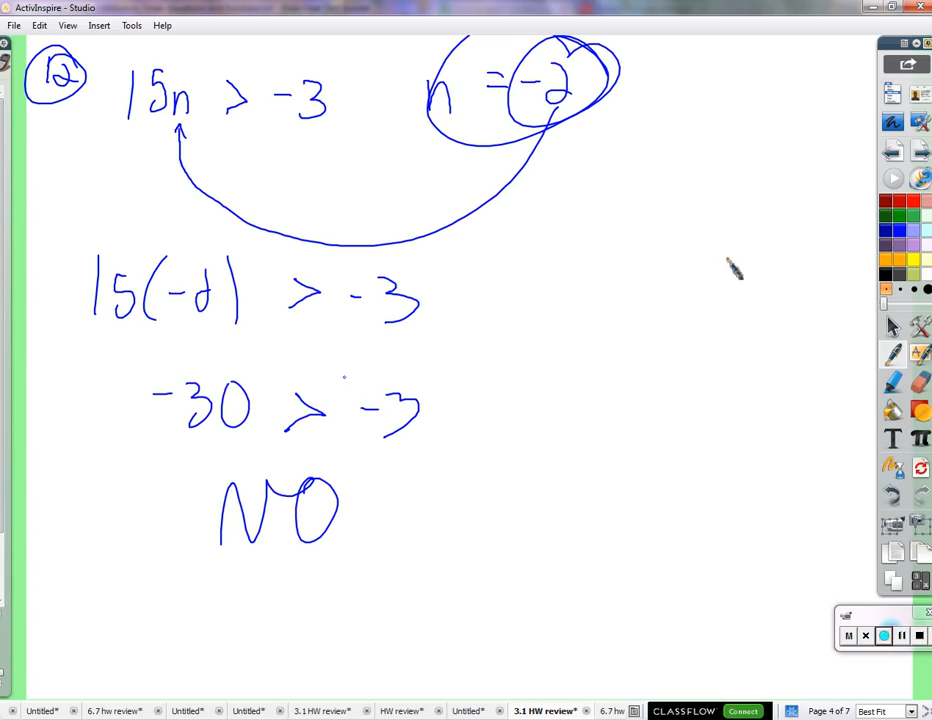 ActivInspire - Studio
File Edit View Insert Tools Help
12 15n > -3 n = -2
15(-2) > -3
-30 > -3
NO
M
Untitled* 6.7 hw review* Untitled* Untitled* 3.1 HW review* HW review* Untitled* 3.1 HW review* 6.7 hw CLASSFLOW Connect Page 4 of 7 Best Fit